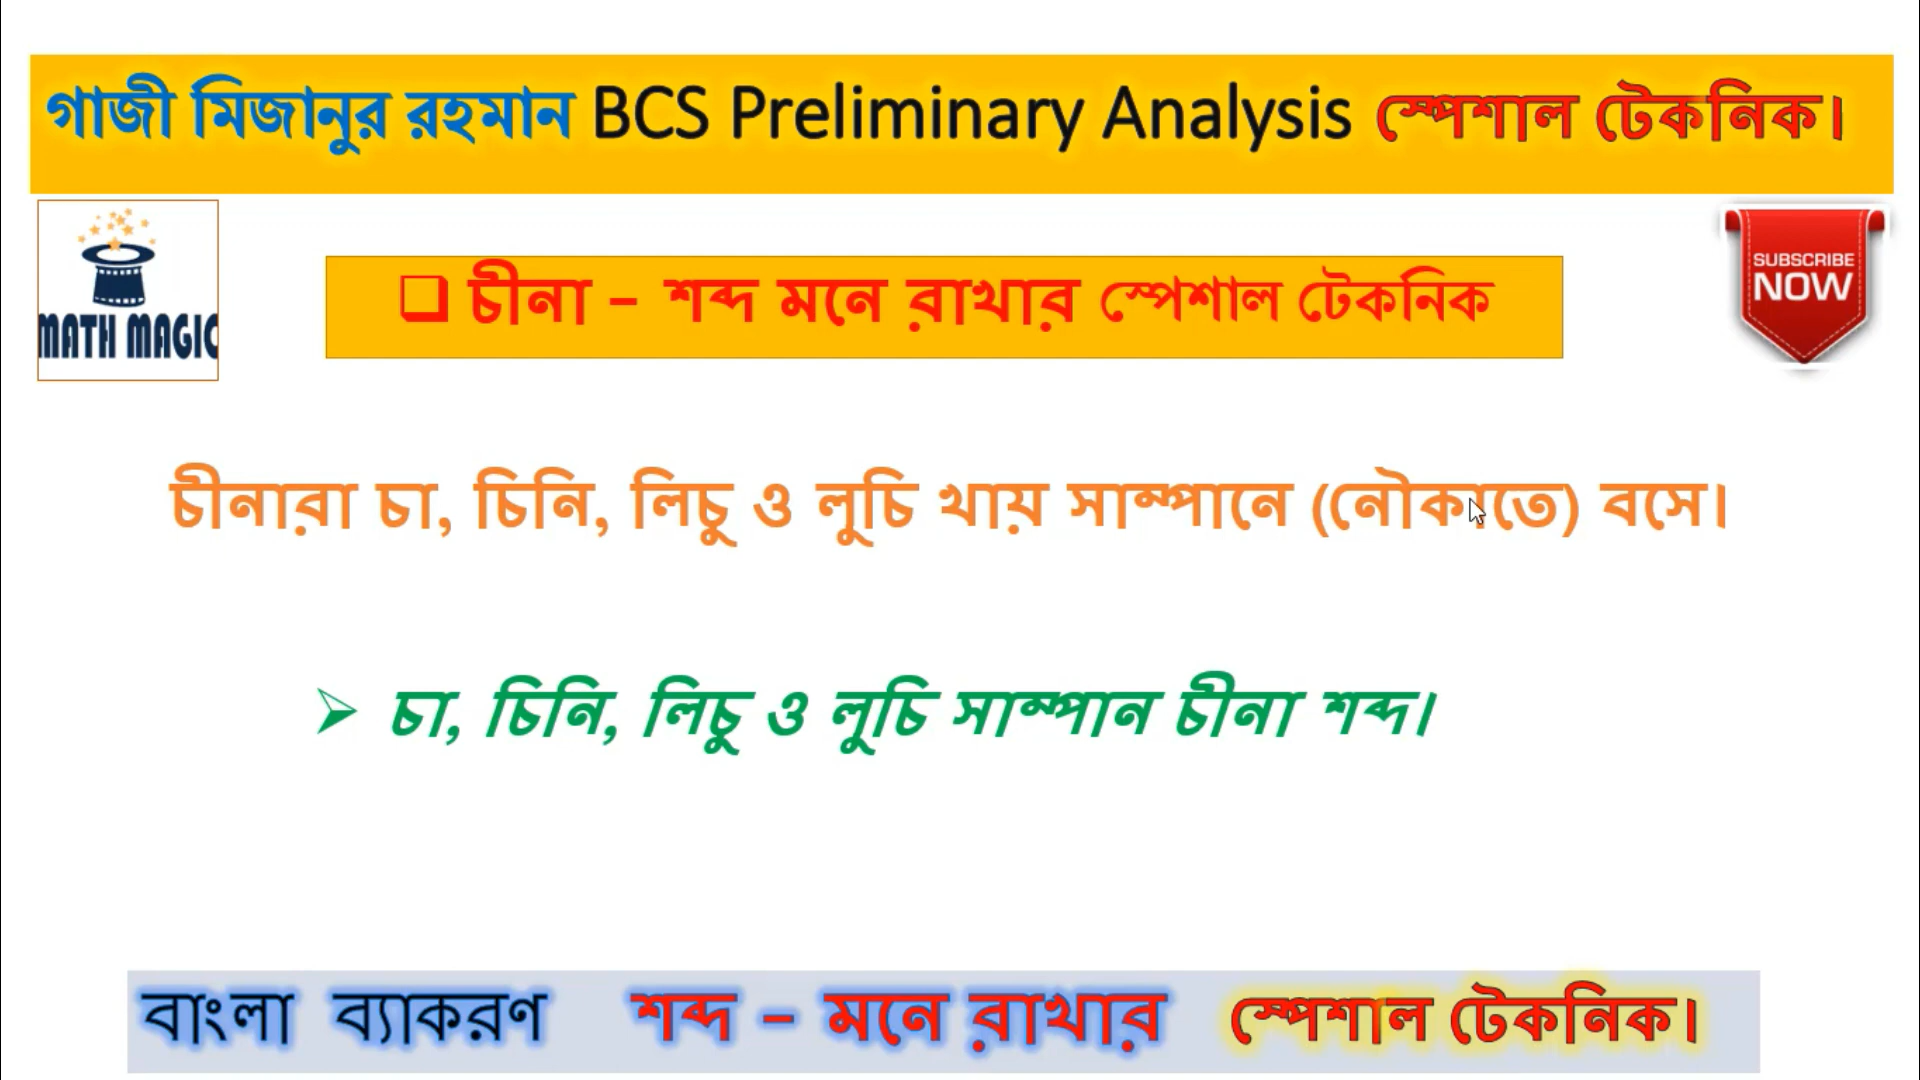 গাজী মিজানুর রহমান BCS Preliminary Analysis স্পেশাল টেকনিক।
MATH MAGIC
SUBSCRIBE
NOW
❑ চীনা – শব্দ মনে রাখার স্পেশাল টেকনিক
চীনারা চা, চিনি, লিচু ও লুচি খায় সাম্পানে (নৌকাতে) বসে।
➢ চা, চিনি, লিচু ও লুচি সাম্পান চীনা শব্দ।
বাংলা ব্যাকরণ শব্দ – মনে রাখার স্পেশাল টেকনিক।